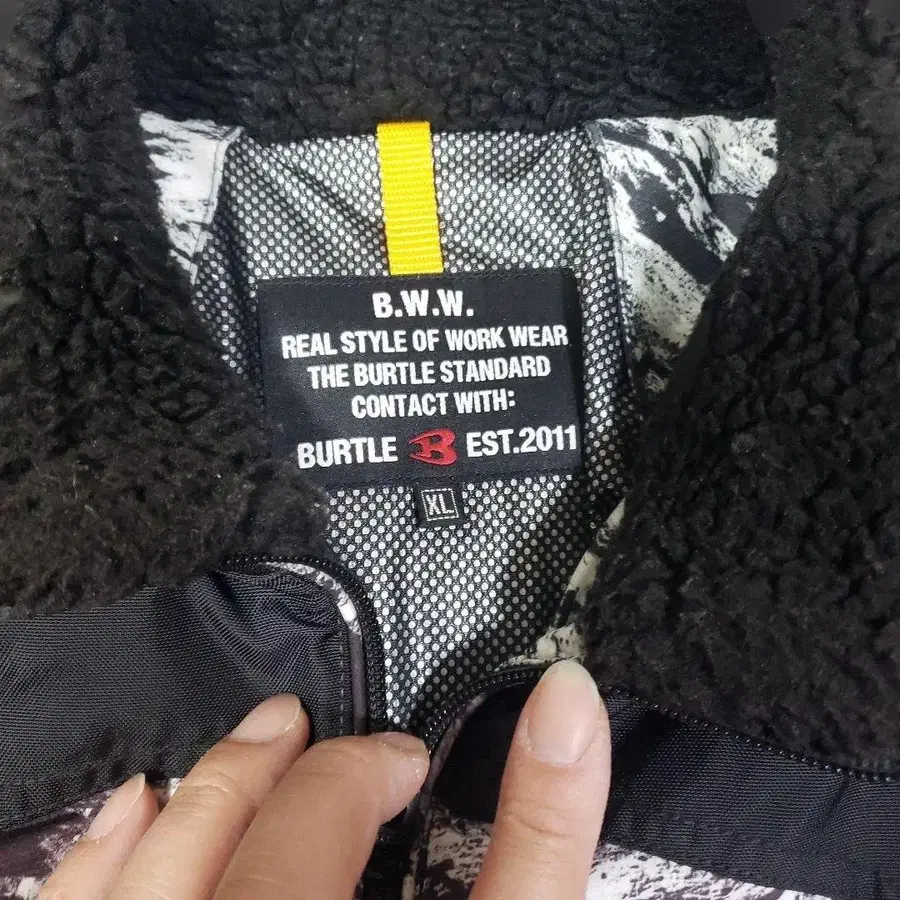 B.W.W.
REAL STYLE OF WORK WEAR
THE BURTLE STANDARD
CONTACT WITH:
BURTLE B EST.2011
XL